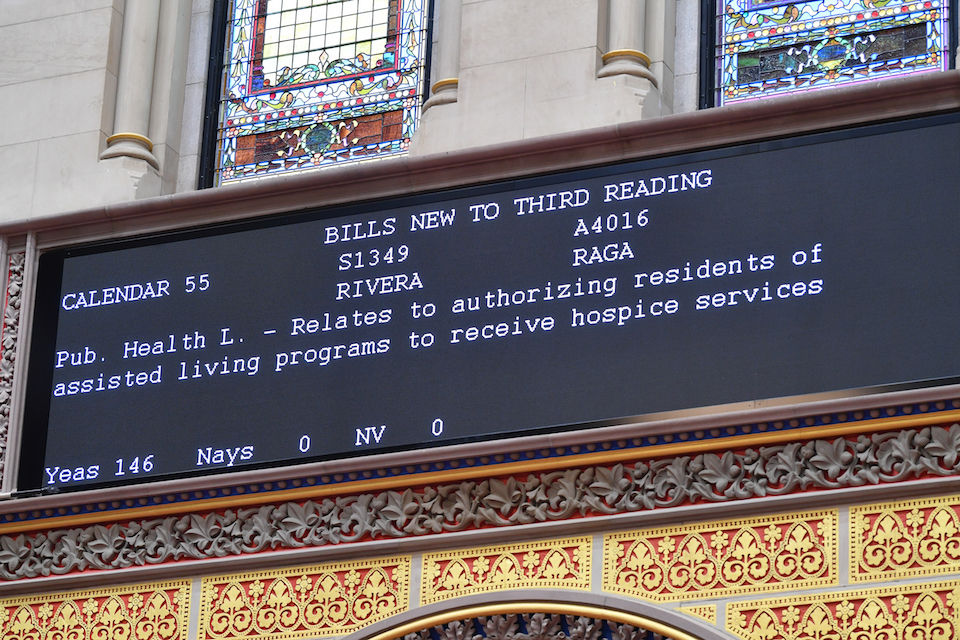 BILLS NEW TO THIRD READING
CALENDAR 55 S1349 A4016
RIVERA RAGA
Pub. Health L. - Relates to authorizing residents of
assisted living programs to receive hospice services
Yeas 146 Nays 0 NV 0